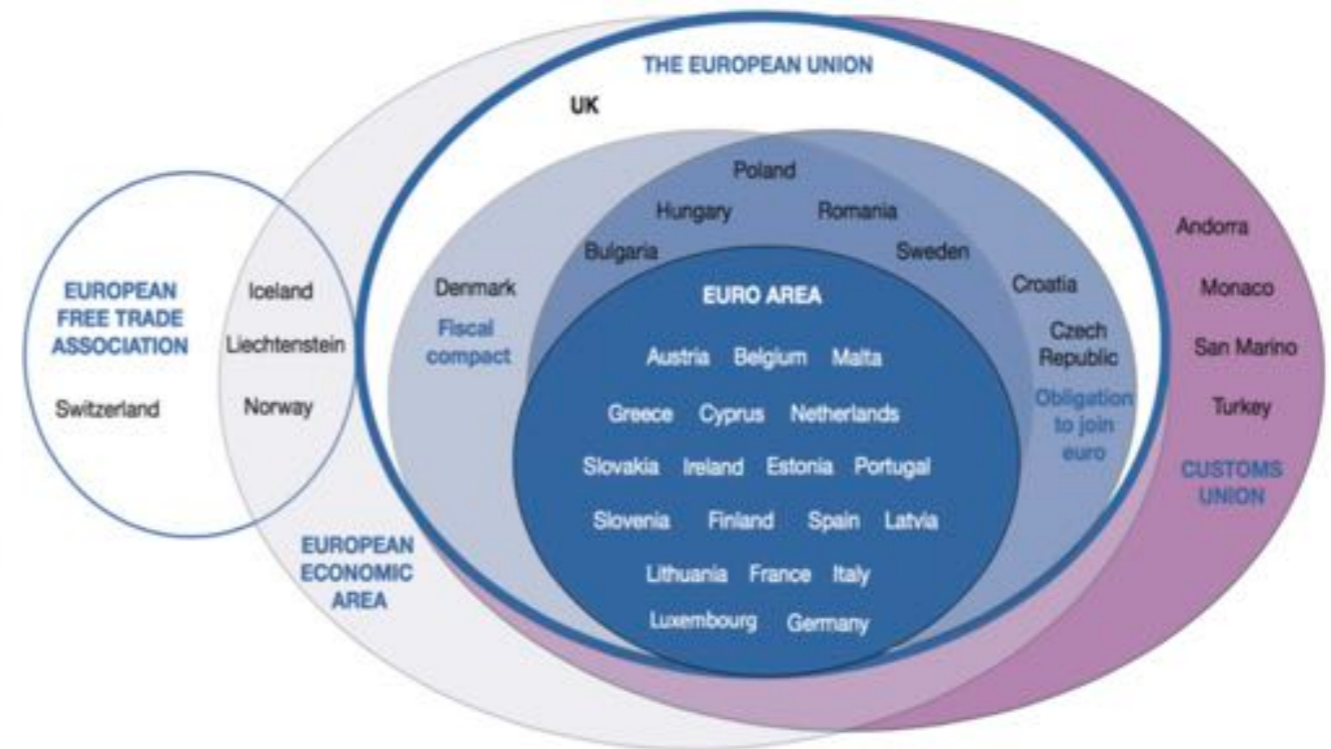 THE EUROPEAN UNION
UK
Poland
Hungary Romania
Bulgaria Sweden
Andorra
Denmark
Fiscal
compact
Croatia
Czech
Republic
Obligation
to join
euro
EUROPEAN
FREE TRADE
ASSOCIATION
Switzerland
Iceland
Liechtenstein
Norway
EURO AREA
Austria Belgium Malta
Greece Cyprus Netherlands
Slovakia Ireland Estonia Portugal
Slovenia Finland Spain Latvia
Lithuania France Italy
Luxembourg Germany
Monaco
San Marino
Turkey
CUSTOMS
UNION
EUROPEAN
ECONOMIC
AREA